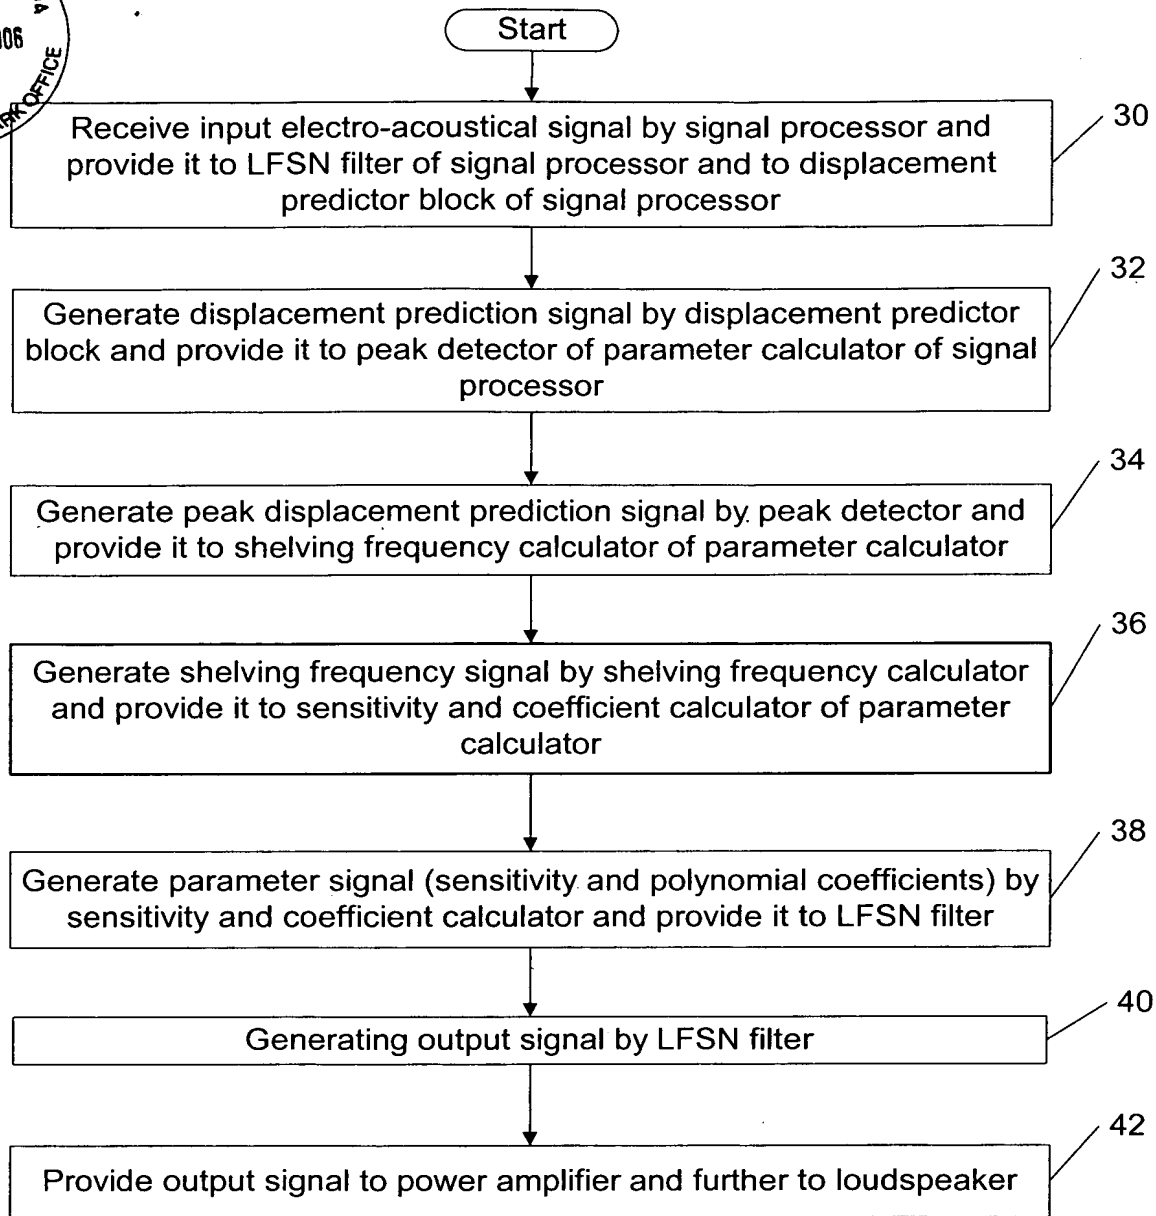 006
OFFICE
Start
30
Receive input electro-acoustical signal by signal processor and
provide it to LFSN filter of signal processor and to displacement
predictor block of signal processor
32
Generate displacement prediction signal by displacement predictor
block and provide it to peak detector of parameter calculator of signal
processor
34
Generate peak displacement prediction signal by peak detector and
provide it to shelving frequency calculator of parameter calculator
36
Generate shelving frequency signal by shelving frequency calculator
and provide it to sensitivity and coefficient calculator of parameter
calculator
38
Generate parameter signal (sensitivity and polynomial coefficients) by
sensitivity and coefficient calculator and provide it to LFSN filter
40
Generating output signal by LFSN filter
42
Provide output signal to power amplifier and further to loudspeaker